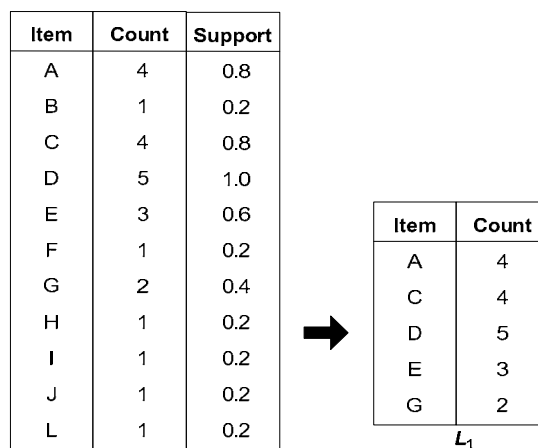 Item Count Support
A 4 0.8
B 1 0.2
C 4 0.8
D 5 1.0
E 3 0.6
F 1 0.2
G 2 0.4
H 1 0.2
I 1 0.2
J 1 0.2
L 1 0.2
Item Count
A 4
C 4
D 5
E 3
G 2
L1